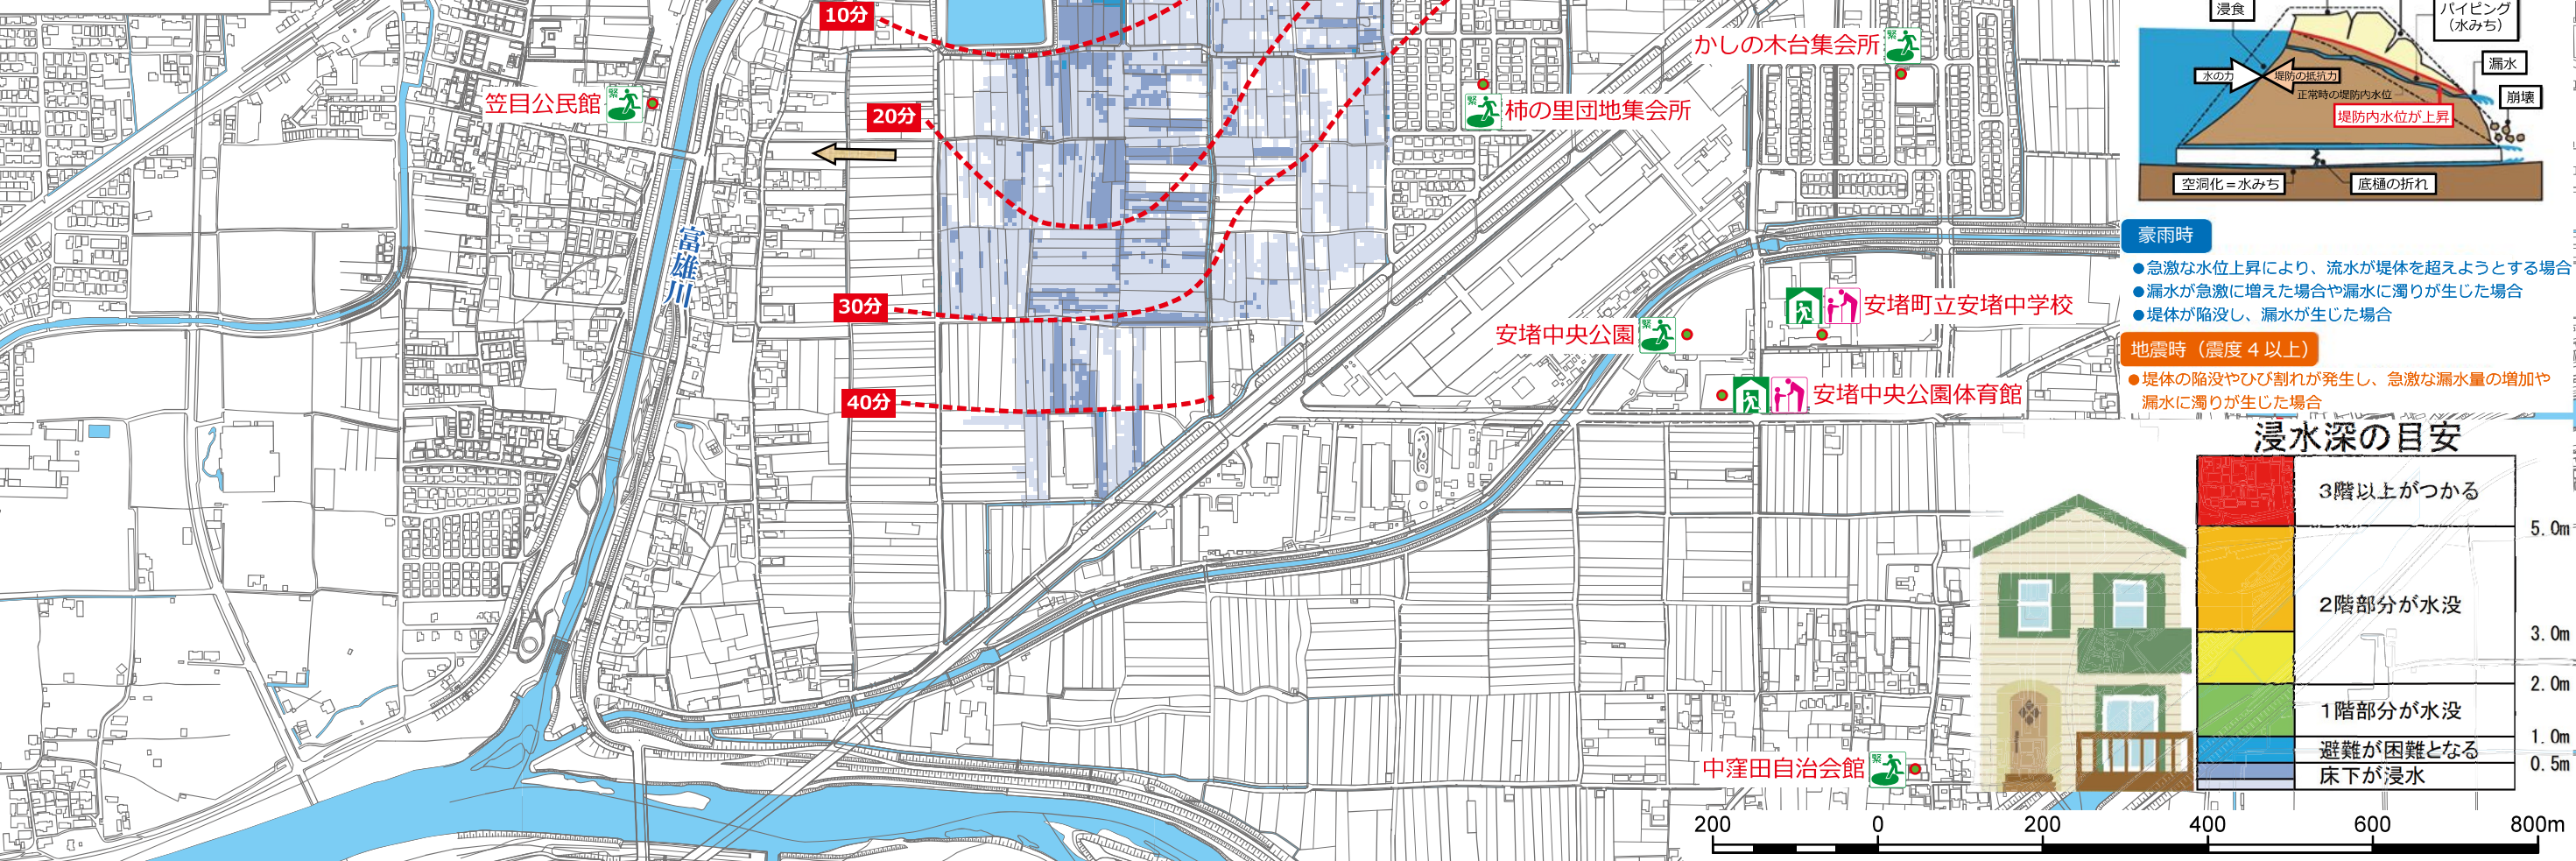 10分
20分
30分
40分
笠目公民館
緊
富雄川
かしの木台集会所
緊
柿の里団地集会所
緊
安堵中央公園
緊
安堵町立安堵中学校
安堵中央公園体育館
中窪田自治会館
緊
浸食
パイピング
(水みち)
漏水
崩壊
水の力
堤防の抵抗力
正常時の堤防内水位
堤防内水位が上昇
空洞化=水みち
底樋の折れ
豪雨時
●急激な水位上昇により、流水が堤体を超えようとする場合
●漏水が急激に増えた場合や漏水に濁りが生じた場合
●堤体が陥没し、漏水が生じた場合
地震時(震度4以上)
●堤体の陥没やひび割れが発生し、急激な漏水量の増加や
漏水に濁りが生じた場合
浸水深の目安
3階以上がつかる
5.0m
2階部分が水没
3.0m
2.0m
1階部分が水没
1.0m
避難が困難となる
0.5m
床下が浸水
200 0 200 400 600 800m